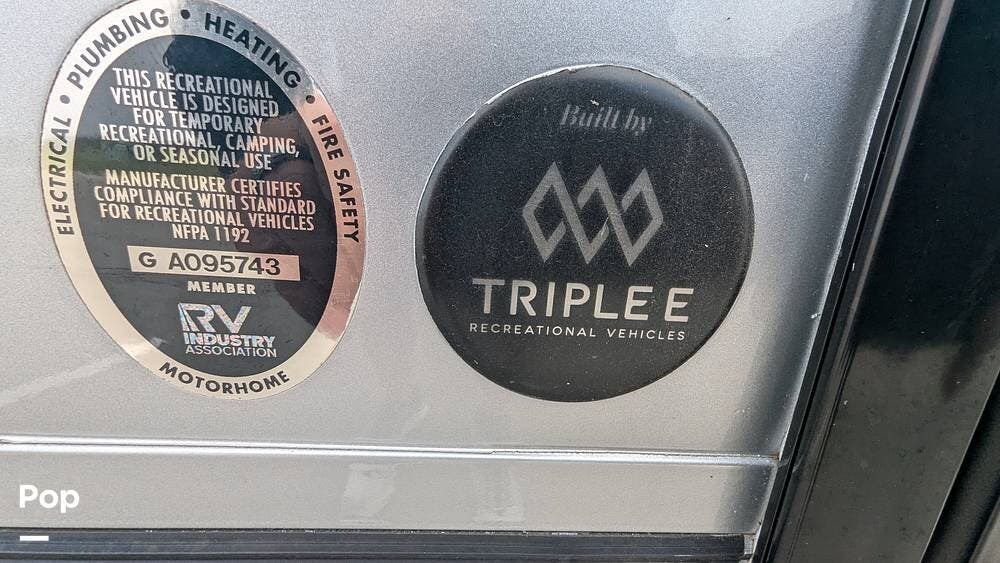 ELECTRICAL • PLUMBING • HEATING • FIRE SAFETY
THIS RECREATIONAL
VEHICLE IS DESIGNED
FOR TEMPORARY
RECREATIONAL, CAMPING,
OR SEASONAL USE
MANUFACTURER CERTIFIES
COMPLIANCE WITH STANDARD
FOR RECREATIONAL VEHICLES
NFPA 1192
G A095743
MEMBER
RV
INDUSTRY
ASSOCIATION
MOTORHOME
Built by
TRIPLE E
RECREATIONAL VEHICLES
Pop